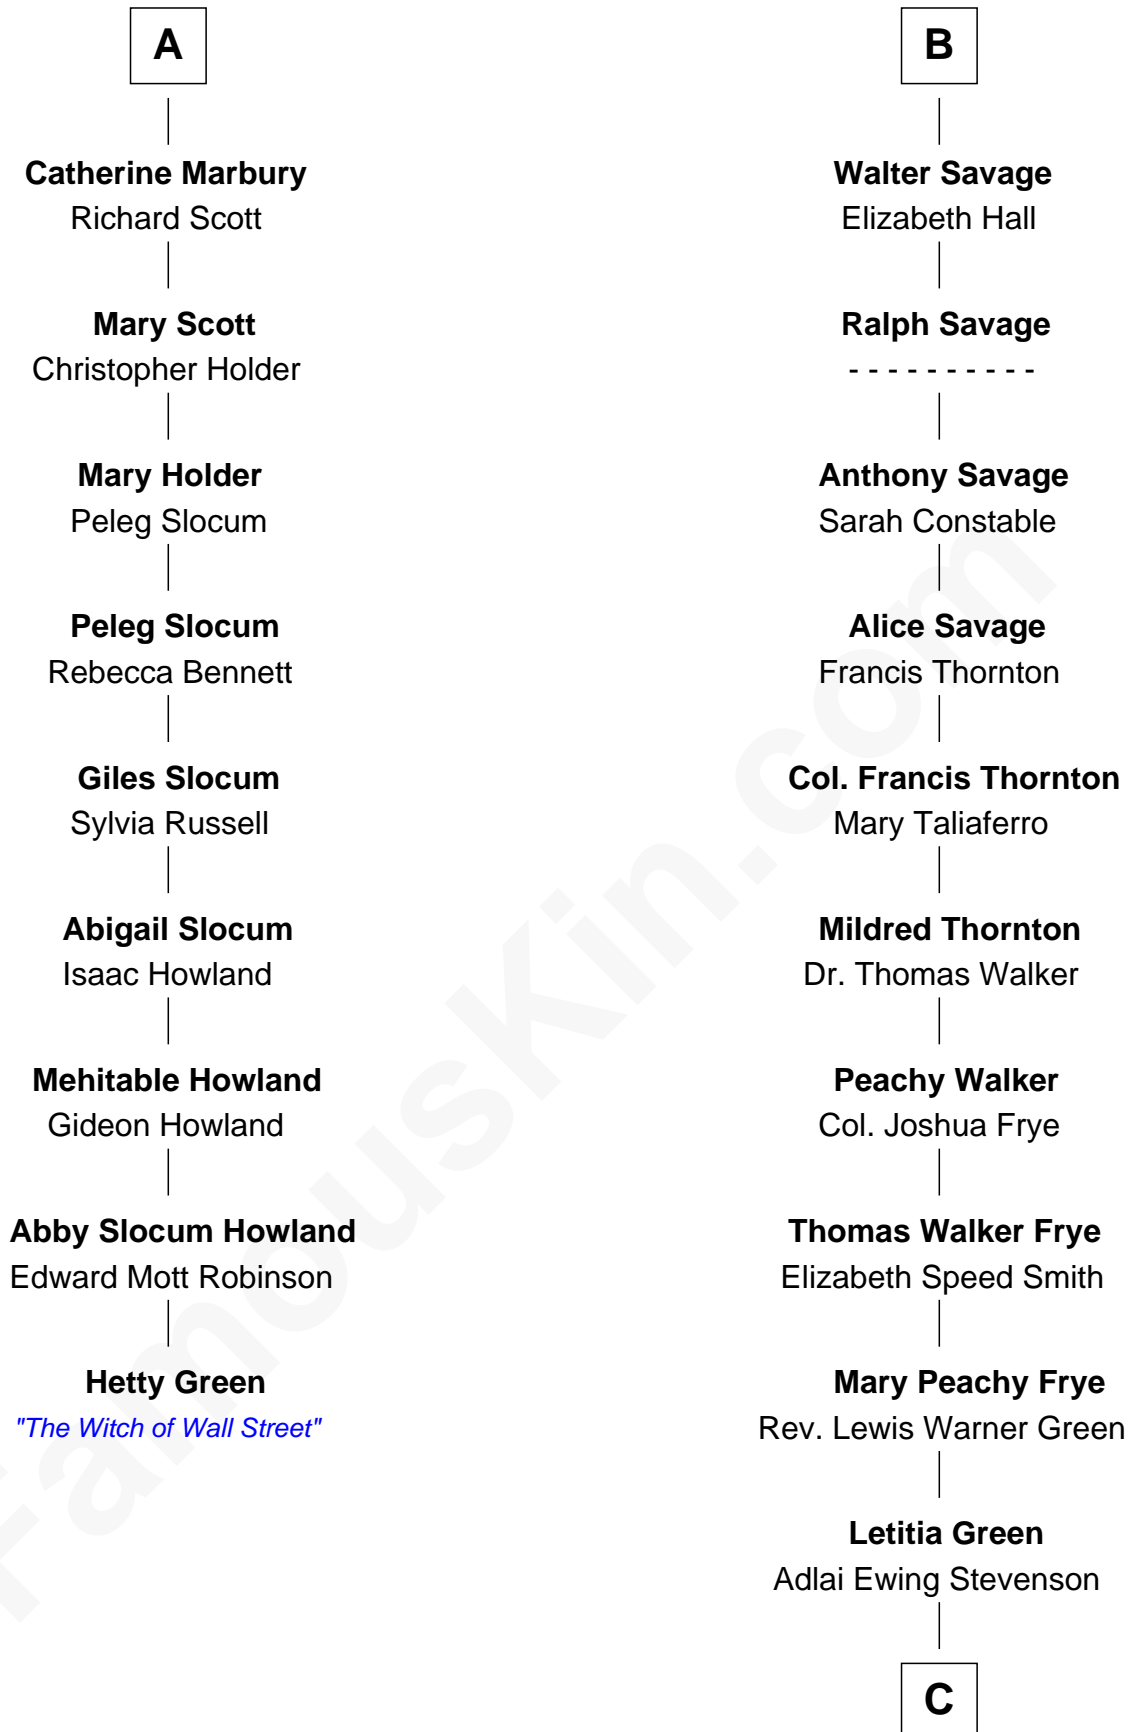 A
Catherine Marbury
Richard Scott
Mary Scott
Christopher Holder
Mary Holder
Peleg Slocum
Peleg Slocum
Rebecca Bennett
Giles Slocum
Sylvia Russell
Abigail Slocum
Isaac Howland
Mehitable Howland
Gideon Howland
Abby Slocum Howland
Edward Mott Robinson
Hetty Green
"The Witch of Wall Street"
B
Walter Savage
Elizabeth Hall
Ralph Savage
- - - - - - - - - -
Anthony Savage
Sarah Constable
Alice Savage
Francis Thornton
Col. Francis Thornton
Mary Taliaferro
Mildred Thornton
Dr. Thomas Walker
Peachy Walker
Col. Joshua Frye
Thomas Walker Frye
Elizabeth Speed Smith
Mary Peachy Frye
Rev. Lewis Warner Green
Letitia Green
Adlai Ewing Stevenson
C
FamousKin.com